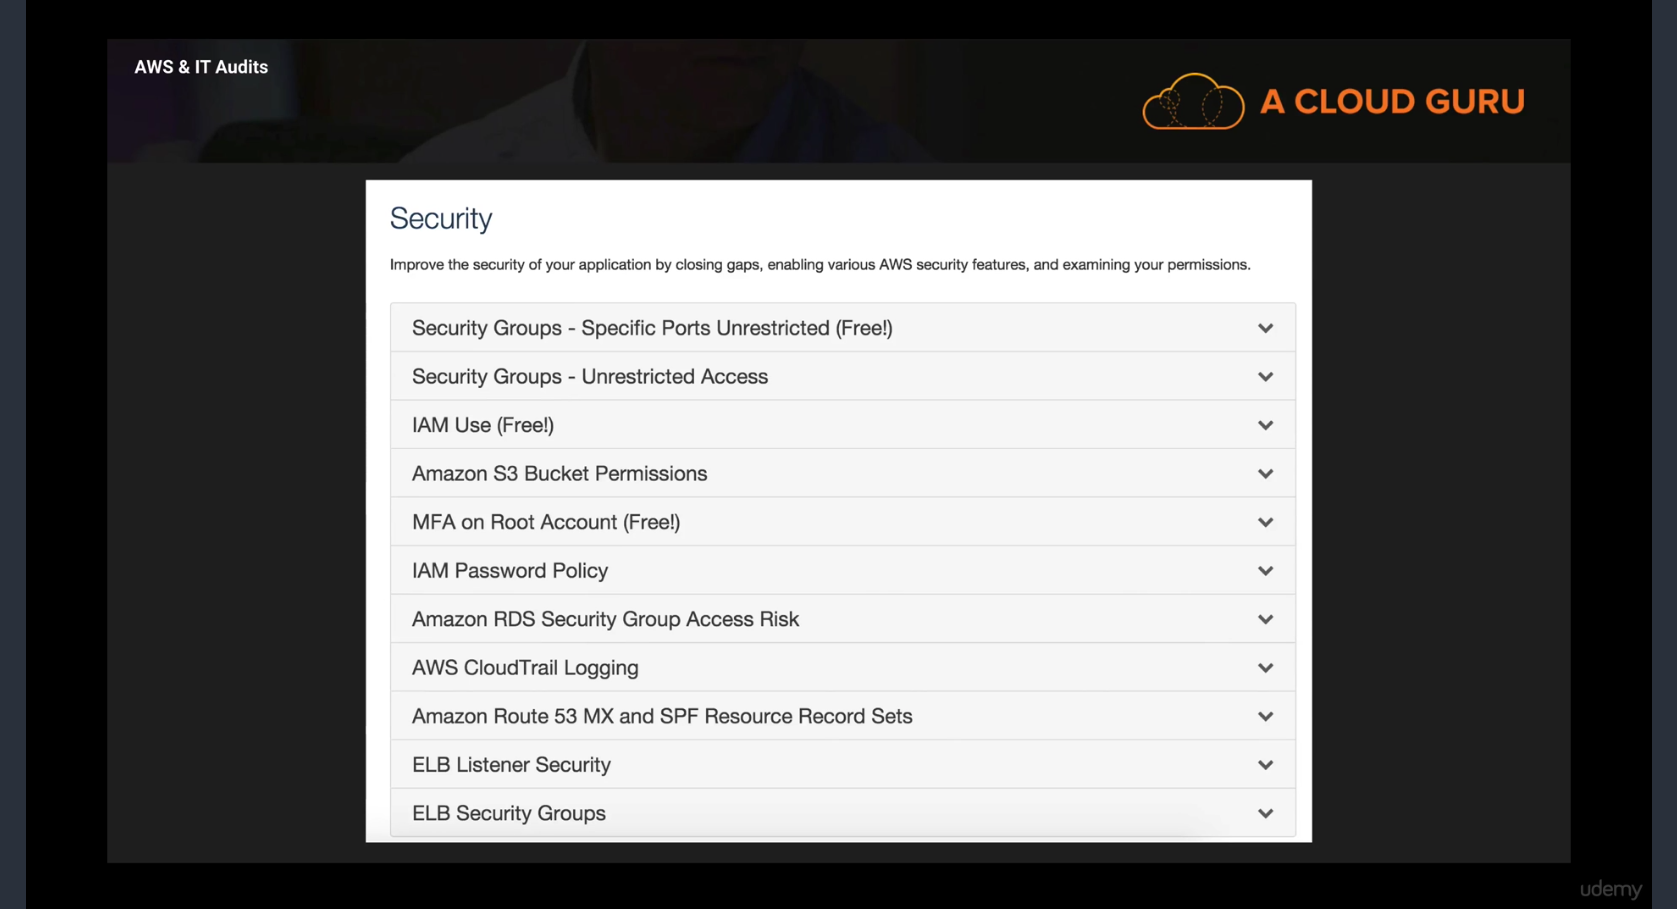 AWS & IT Audits
A CLOUD GURU
Security
Improve the security of your application by closing gaps, enabling various AWS security features, and examining your permissions.
Security Groups - Specific Ports Unrestricted (Free!)
Security Groups - Unrestricted Access
IAM Use (Free!)
Amazon S3 Bucket Permissions
MFA on Root Account (Free!)
IAM Password Policy
Amazon RDS Security Group Access Risk
AWS CloudTrail Logging
Amazon Route 53 MX and SPF Resource Record Sets
ELB Listener Security
ELB Security Groups
udemy